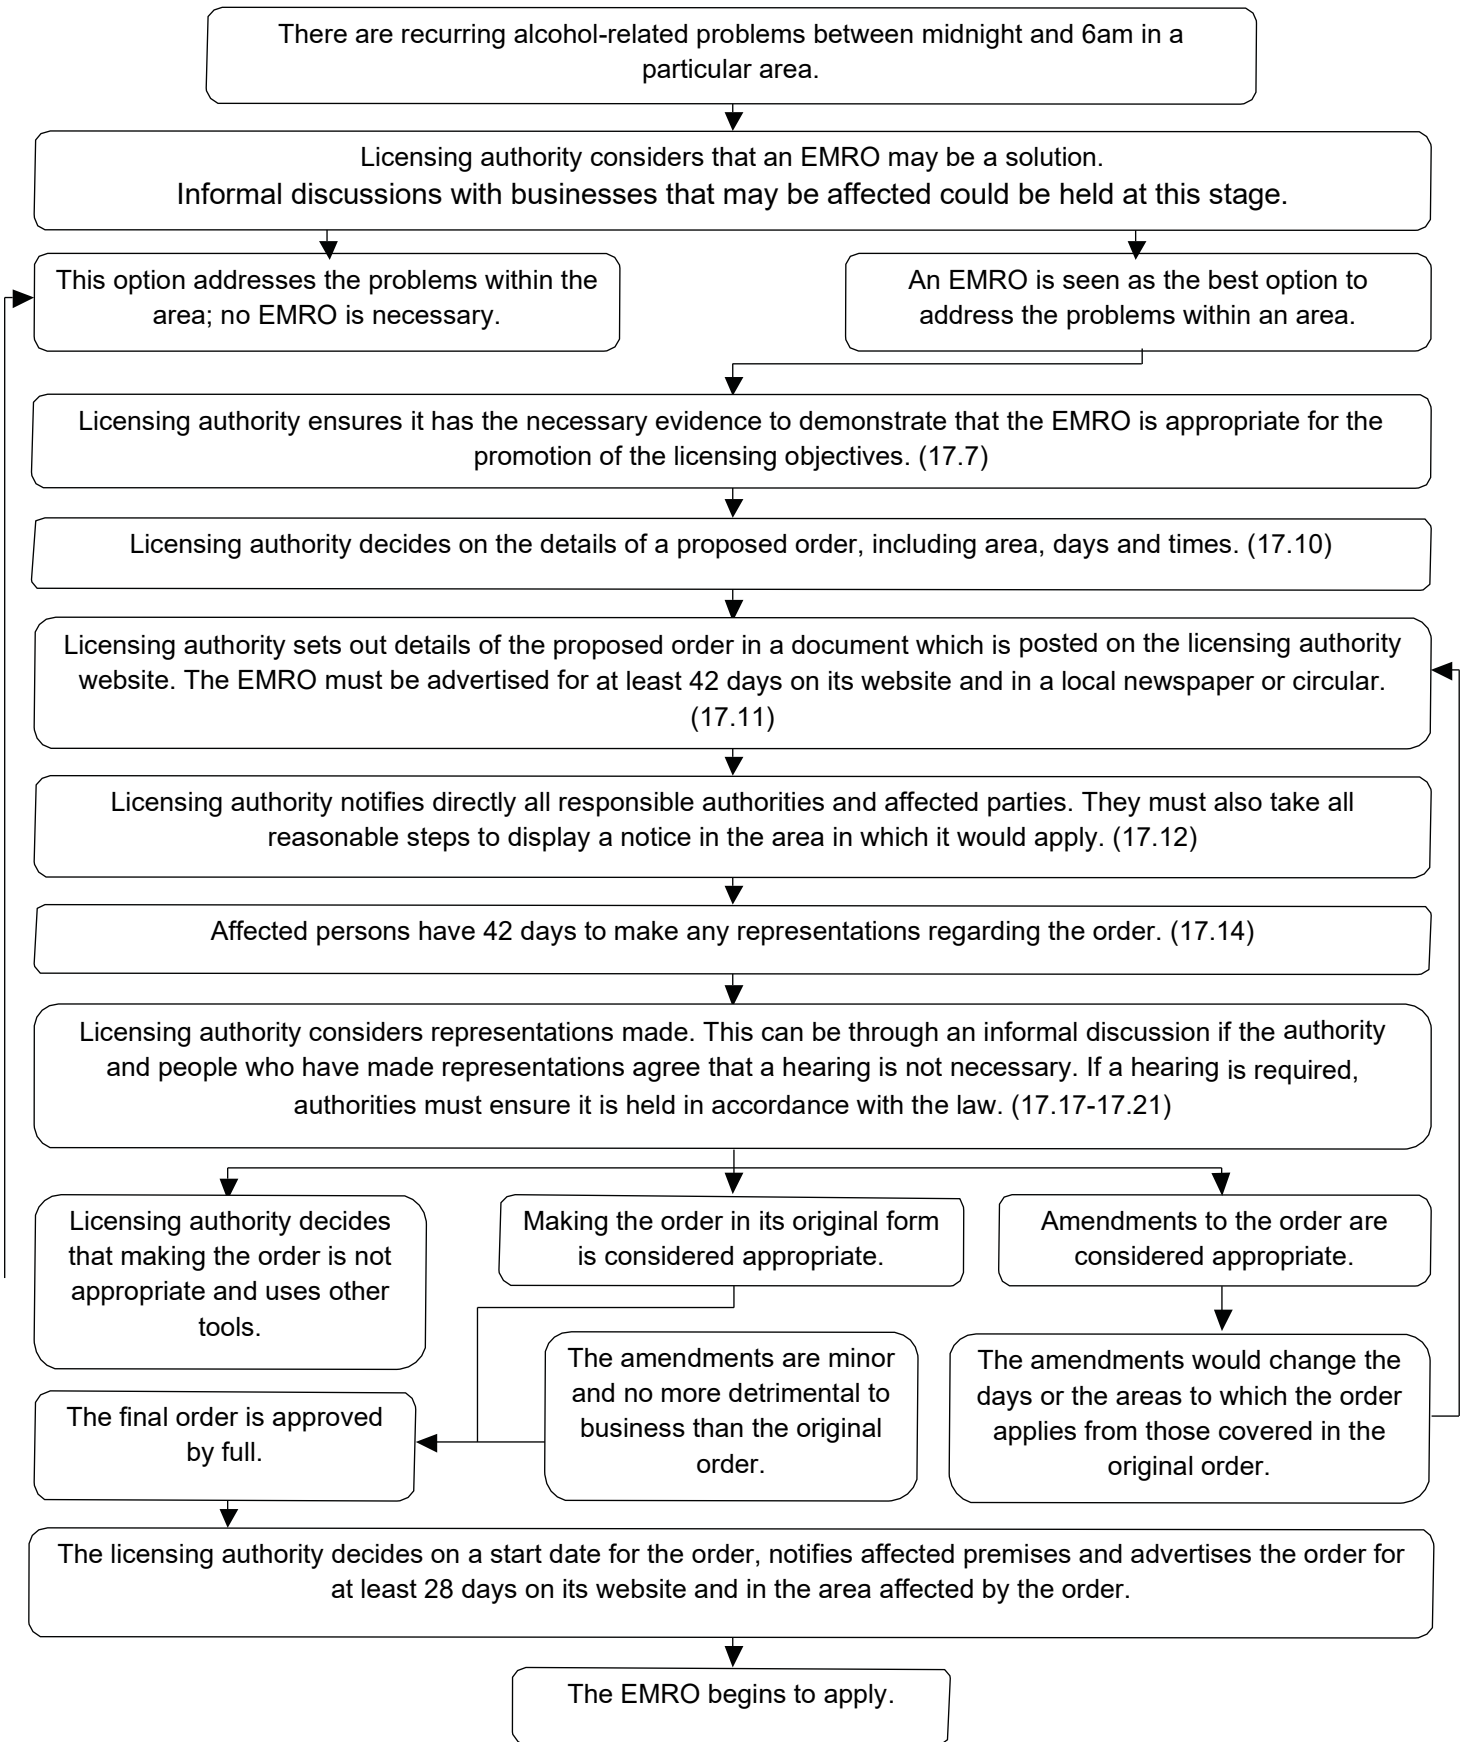 There are recurring alcohol-related problems between midnight and 6am in a
particular area.
Licensing authority considers that an EMRO may be a solution.
Informal discussions with businesses that may be affected could be held at this stage.
This option addresses the problems within the
area; no EMRO is necessary.
An EMRO is seen as the best option to
address the problems within an area.
Licensing authority ensures it has the necessary evidence to demonstrate that the EMRO is appropriate for the
promotion of the licensing objectives. (17.7)
Licensing authority decides on the details of a proposed order, including area, days and times. (17.10)
Licensing authority sets out details of the proposed order in a document which is posted on the licensing authority
website. The EMRO must be advertised for at least 42 days on its website and in a local newspaper or circular.
(17.11)
Licensing authority notifies directly all responsible authorities and affected parties. They must also take all
reasonable steps to display a notice in the area in which it would apply. (17.12)
Affected persons have 42 days to make any representations regarding the order. (17.14)
Licensing authority considers representations made. This can be through an informal discussion if the authority
and people who have made representations agree that a hearing is not necessary. If a hearing is required,
authorities must ensure it is held in accordance with the law. (17.17-17.21)
Licensing authority decides
that making the order is not
appropriate and uses other
tools.
Making the order in its original form
is considered appropriate.
Amendments to the order are
considered appropriate.
The amendments are minor
and no more detrimental to
business than the original
order.
The amendments would change the
days or the areas to which the order
applies from those covered in the
original order.
The final order is approved
by full.
The licensing authority decides on a start date for the order, notifies affected premises and advertises the order for
at least 28 days on its website and in the area affected by the order.
The EMRO begins to apply.